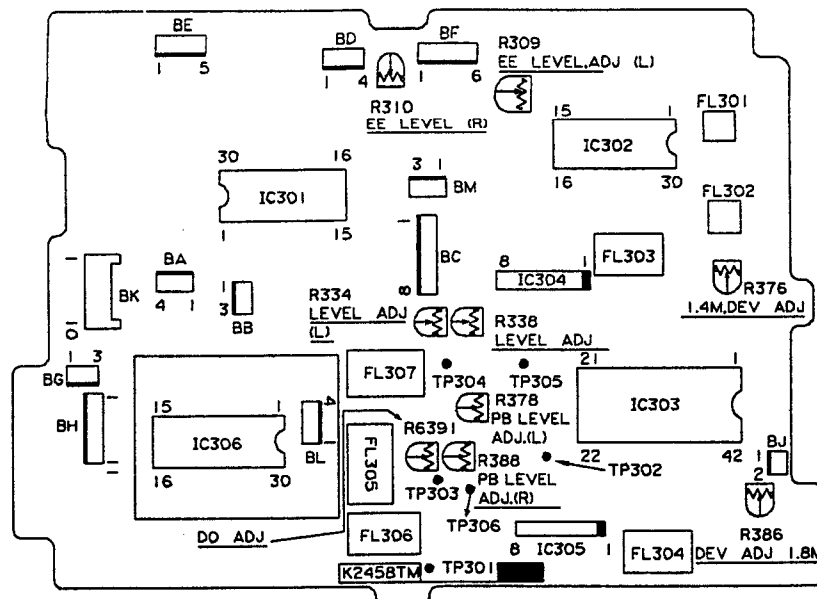 BE
1 5
BD
1 4
BF
1 6
R309
EE LEVEL,ADJ (L)
R310
EE LEVEL (R)
15 1
IC302
16 30
FL301
FL302
30 16
IC301
1 15
3 1
BM
1
BC
8
8 1
IC304
FL303
R376
1.4M,DEV ADJ
1
BK
BA
4 1
1
3
BB
R334
LEVEL ADJ
(L)
R338
LEVEL ADJ
1 3
BG
BH
15 1
IC306
16 30
4
1
BL
FL307
TP304
TP305
21 1
IC303
22 42
R378
PB LEVEL
ADJ.(L)
R6391
R388
PB LEVEL
ADJ.(R)
FL305
TP303
TP306
TP302
BJ
1
2
R386
DEV ADJ 1.8M
DO ADJ
FL306
8 1
IC305
FL304
K2458TM
TP301